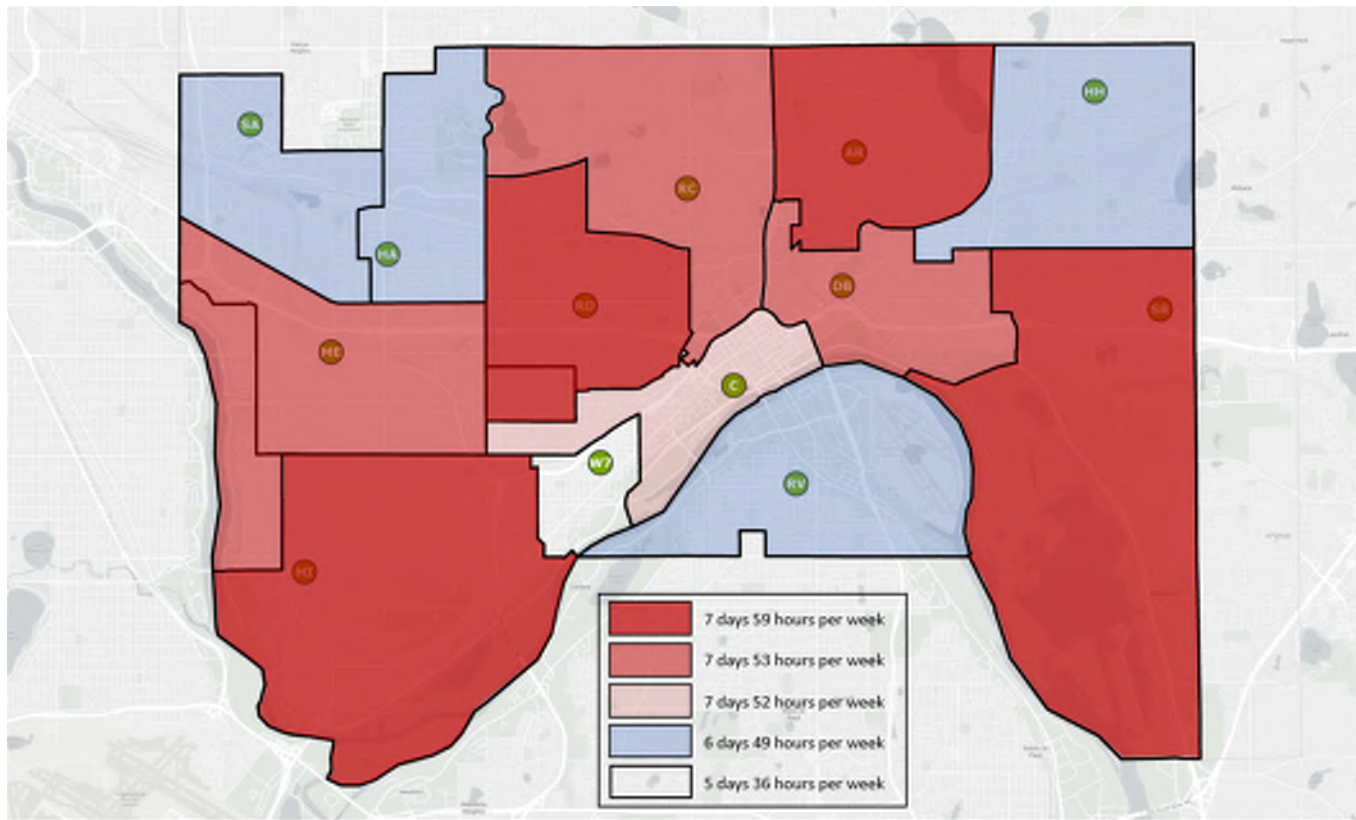 HH
SA
AR
RC
HA
DB
RD
HE
C
W7
RV
7 days 59 hours per week
7 days 53 hours per week
7 days 52 hours per week
6 days 49 hours per week
5 days 36 hours per week